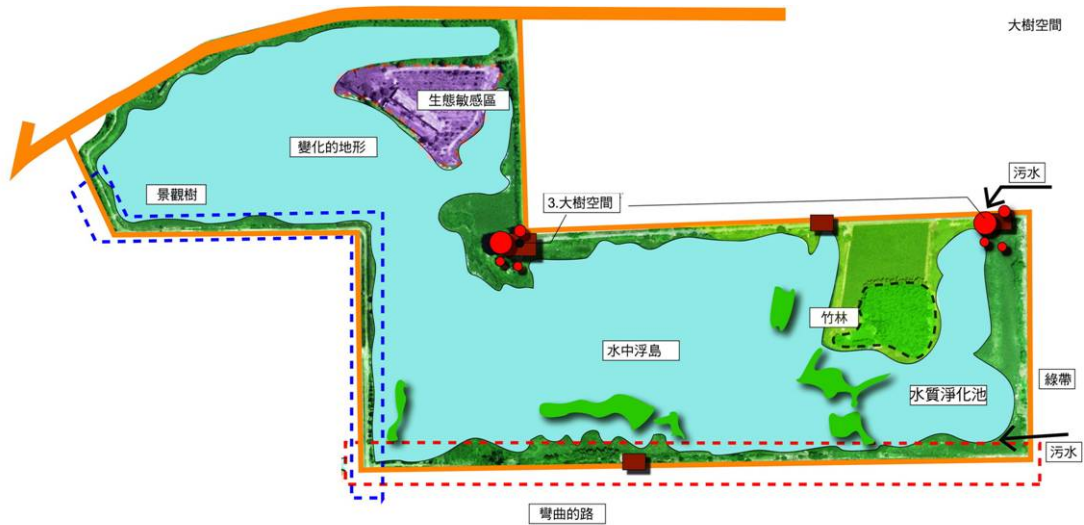 大樹空間
生態敏感區
變化的地形
污水
景觀樹
3.大樹空間
竹林
水中浮島
綠帶
水質淨化池
污水
彎曲的路